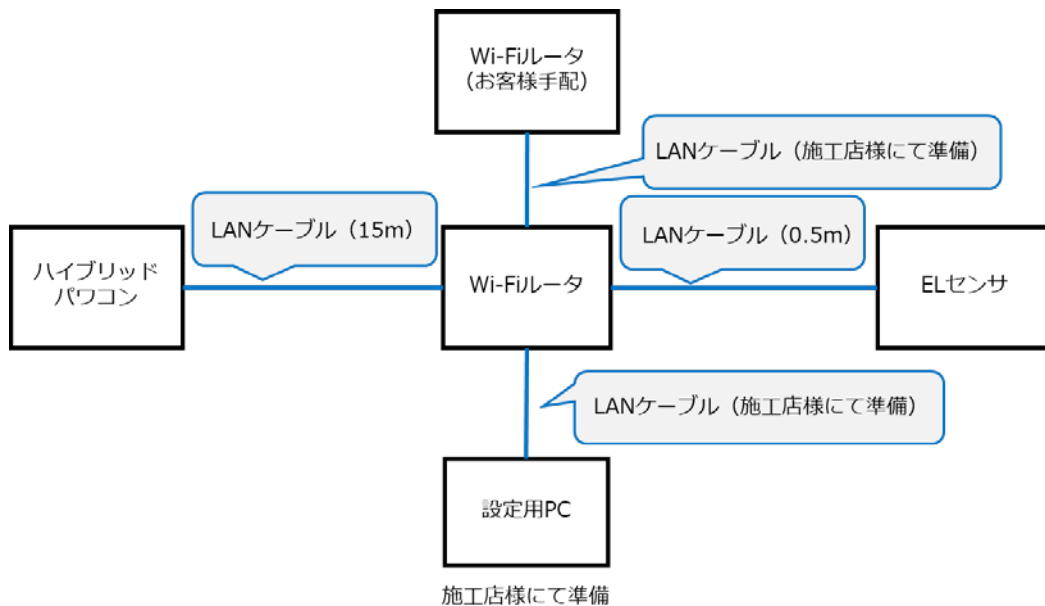 Wi-Fiルータ
（お客様手配）
LANケーブル（施工店様にて準備）
LANケーブル（15m）
LANケーブル（0.5m）
ハイブリッド
パワコン
Wi-Fiルータ
ELセンサ
LANケーブル（施工店様にて準備）
設定用PC
施工店様にて準備